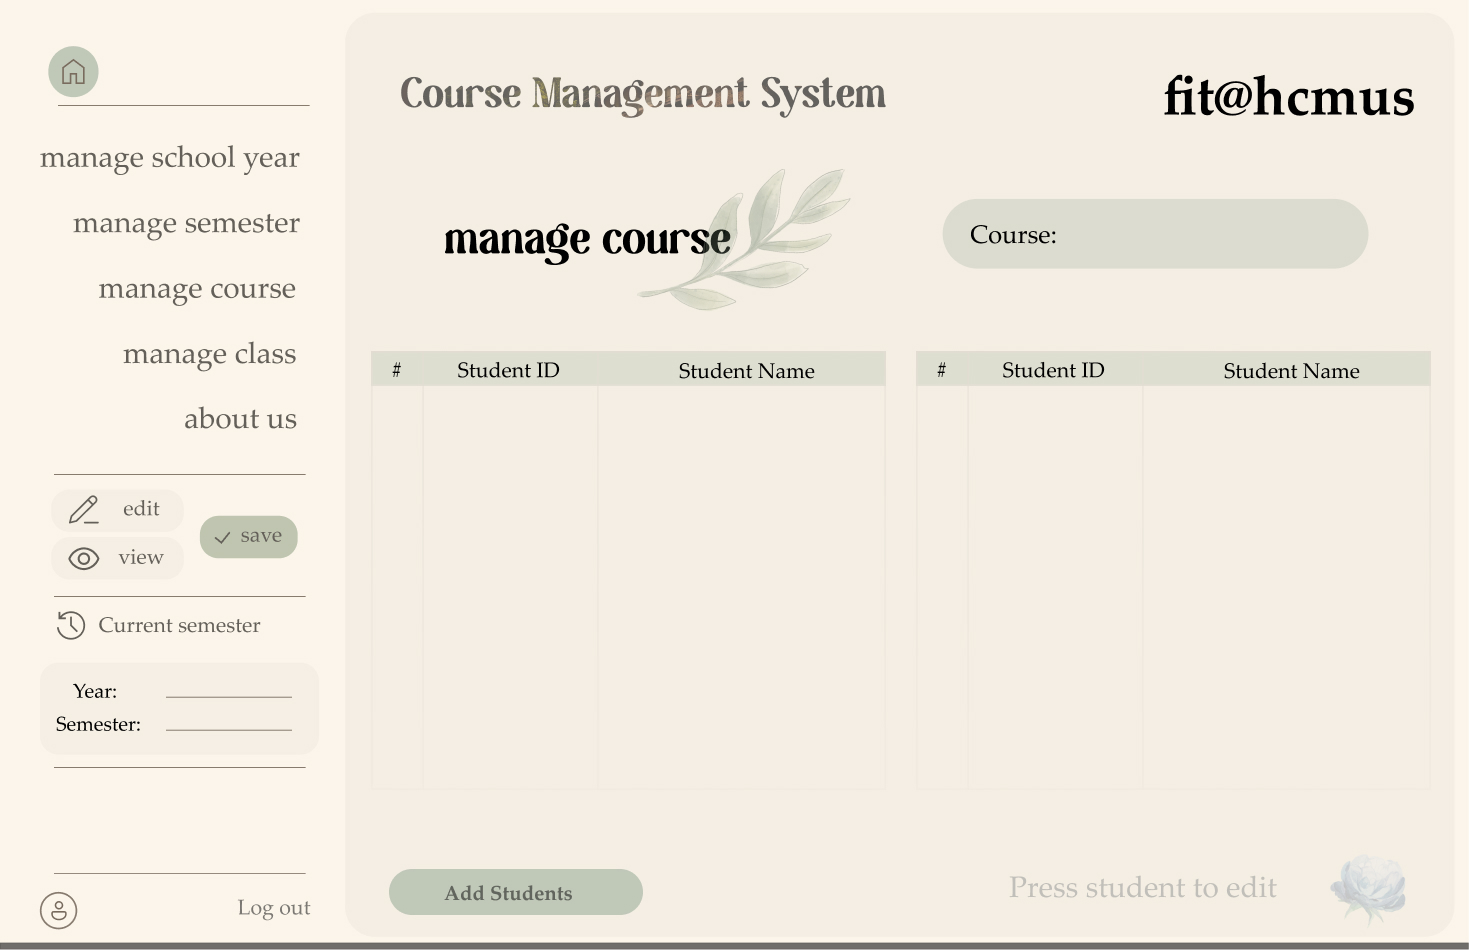 manage school year
manage semester
manage course
manage class
about us
edit
view
save
Current semester
Year:
Semester:
Log out
Course Management System
fit@hcmus
manage course
Course:
# Student ID Student Name
# Student ID Student Name
Add Students
Press student to edit